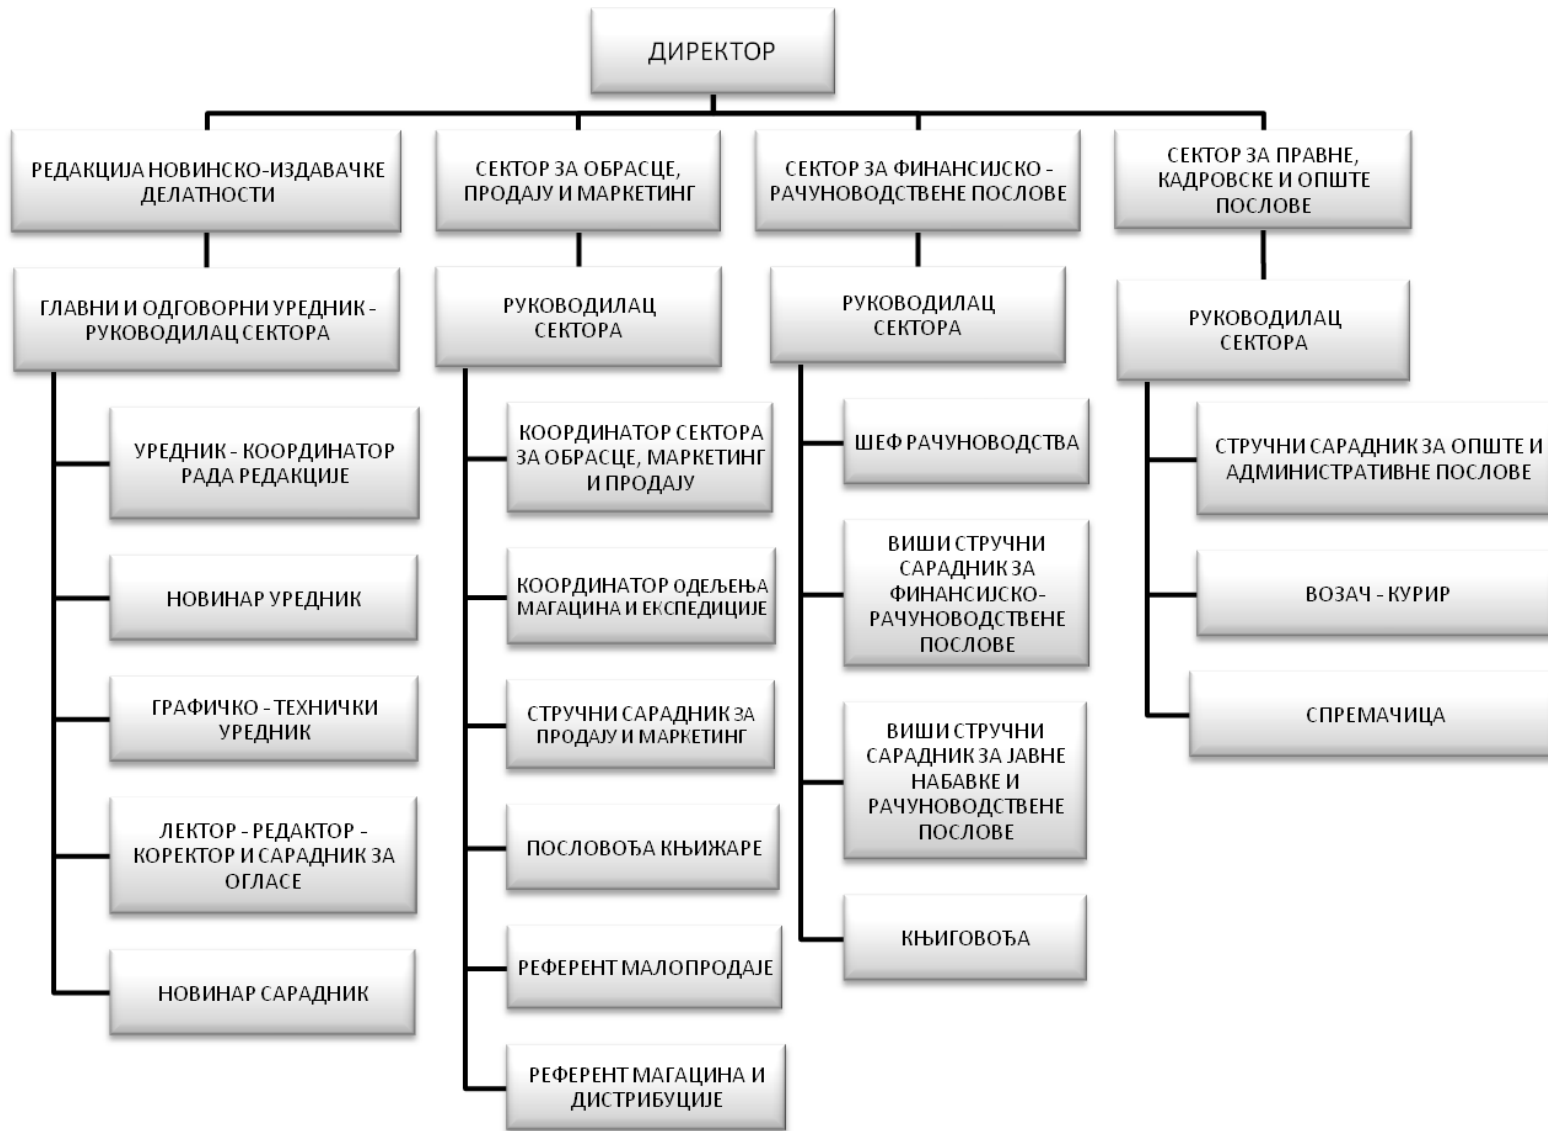 ДИРЕКТОР
РЕДАКЦИЈА НОВИНСКО-ИЗДАВАЧКЕ
ДЕЛАТНОСТИ
ГЛАВНИ И ОДГОВОРНИ УРЕДНИК -
РУКОВОДИЛАЦ СЕКТОРА
УРЕДНИК - КООРДИНАТОР
РАДА РЕДАКЦИЈЕ
НОВИНАР УРЕДНИК
ГРАФИЧКО - ТЕХНИЧКИ
УРЕДНИК
ЛЕКТОР - РЕДАКТОР -
КОРЕКТОР И САРАДНИК ЗА
ОГЛАСЕ
НОВИНАР САРАДНИК
СЕКТОР ЗА ОБРАСЦЕ,
ПРОДАЈУ И МАРКЕТИНГ
РУКОВОДИЛАЦ
СЕКТОРА
КООРДИНАТОР СЕКТОРА
ЗА ОБРАСЦЕ, МАРКЕТИНГ
И ПРОДАЈУ
КООРДИНАТОР ОДЕЉЕЊА
МАГАЦИНА И ЕКСПЕДИЦИЈЕ
СТРУЧНИ САРАДНИК ЗА
ПРОДАЈУ И МАРКЕТИНГ
ПОСЛОВОЂА КЊИЖАРЕ
РЕФЕРЕНТ МАЛОПРОДАЈЕ
РЕФЕРЕНТ МАГАЦИНА И
ДИСТРИБУЦИЈЕ
СЕКТОР ЗА ФИНАНСИЈСКО -
РАЧУНОВОДСТВЕНЕ ПОСЛОВЕ
РУКОВОДИЛАЦ
СЕКТОРА
ШЕФ РАЧУНОВОДСТВА
ВИШИ СТРУЧНИ
САРАДНИК ЗА
ФИНАНСИЈСКО-
РАЧУНОВОДСТВЕНЕ
ПОСЛОВЕ
ВИШИ СТРУЧНИ
САРАДНИК ЗА ЈАВНЕ
НАБАВКЕ И
РАЧУНОВОДСТВЕНЕ
ПОСЛОВЕ
КЊИГОВОЂА
СЕКТОР ЗА ПРАВНЕ,
КАДРОВСКЕ И ОПШТЕ
ПОСЛОВЕ
РУКОВОДИЛАЦ
СЕКТОРА
СТРУЧНИ САРАДНИК ЗА ОПШТЕ И
АДМИНИСТРАТИВНЕ ПОСЛОВЕ
ВОЗАЧ - КУРИР
СПРЕМАЧИЦА